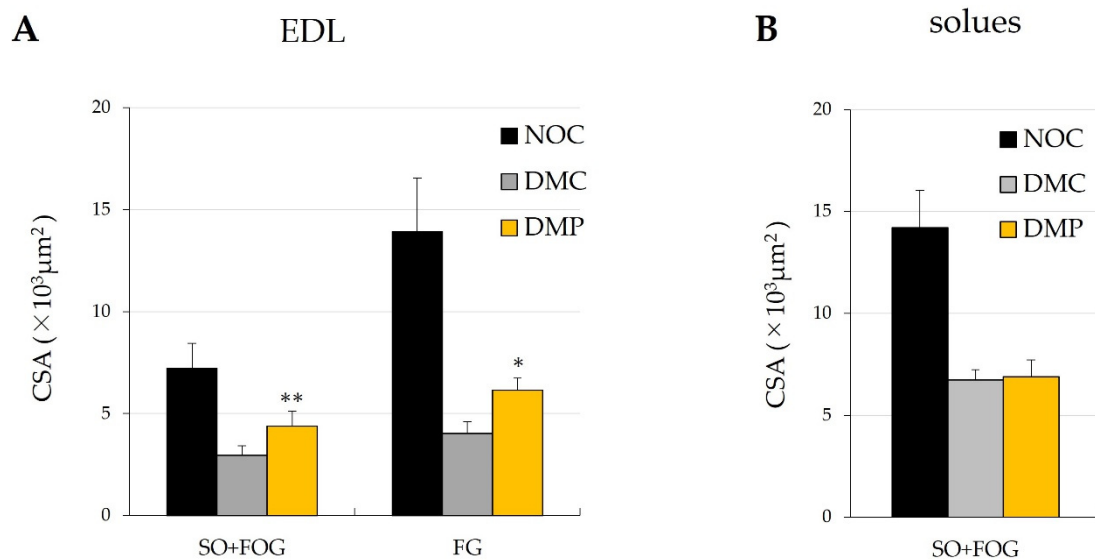 A
EDL
20
15
10
5
0
CSA (×10³µm²)
NOC
DMC
DMP
**
*
SO+FOG
FG
B
solues
20
15
10
5
0
CSA (×10³µm²)
NOC
DMC
DMP
SO+FOG